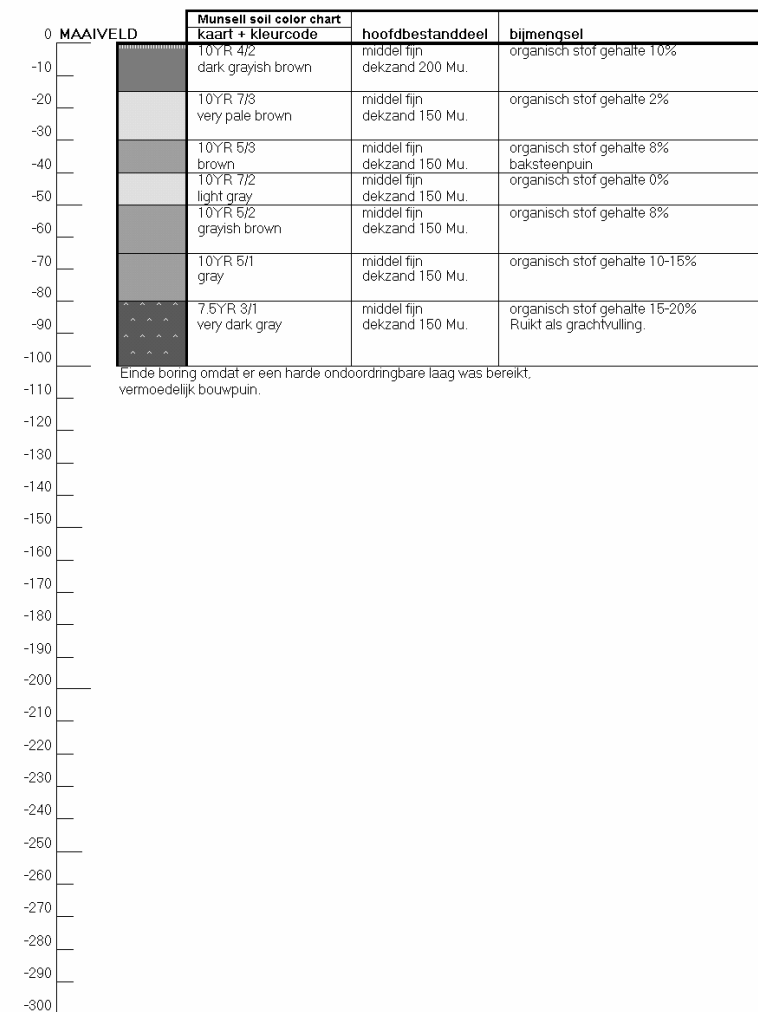 Munsell soil color chart
0 MAAIVELD kaart + kleurcode hoofdbestanddeel bijmengsel
10YR 4/2 middel fijn organisch stof gehalte 10%
-10 dark grayish brown dekzand 200 Mu.
-20 10YR 7/3 middel fijn organisch stof gehalte 2%
very pale brown dekzand 150 Mu.
-30
10YR 5/3 middel fijn organisch stof gehalte 8%
-40 brown dekzand 150 Mu. baksteenpuin
10YR 7/2 middel fijn organisch stof gehalte 0%
-50 light gray dekzand 150 Mu.
10YR 5/2 middel fijn organisch stof gehalte 8%
-60 grayish brown dekzand 150 Mu.
-70 10YR 5/1 middel fijn organisch stof gehalte 10-15%
gray dekzand 150 Mu.
-80
7.5YR 3/1 middel fijn organisch stof gehalte 15-20%
-90 very dark gray dekzand 150 Mu. Ruikt als grachtvulling.
-100
Einde boring omdat er een harde ondoordringbare laag was bereikt,
-110 vermoedelijk bouwpuin.
-120
-130
-140
-150
-160
-170
-180
-190
-200
-210
-220
-230
-240
-250
-260
-270
-280
-290
-300